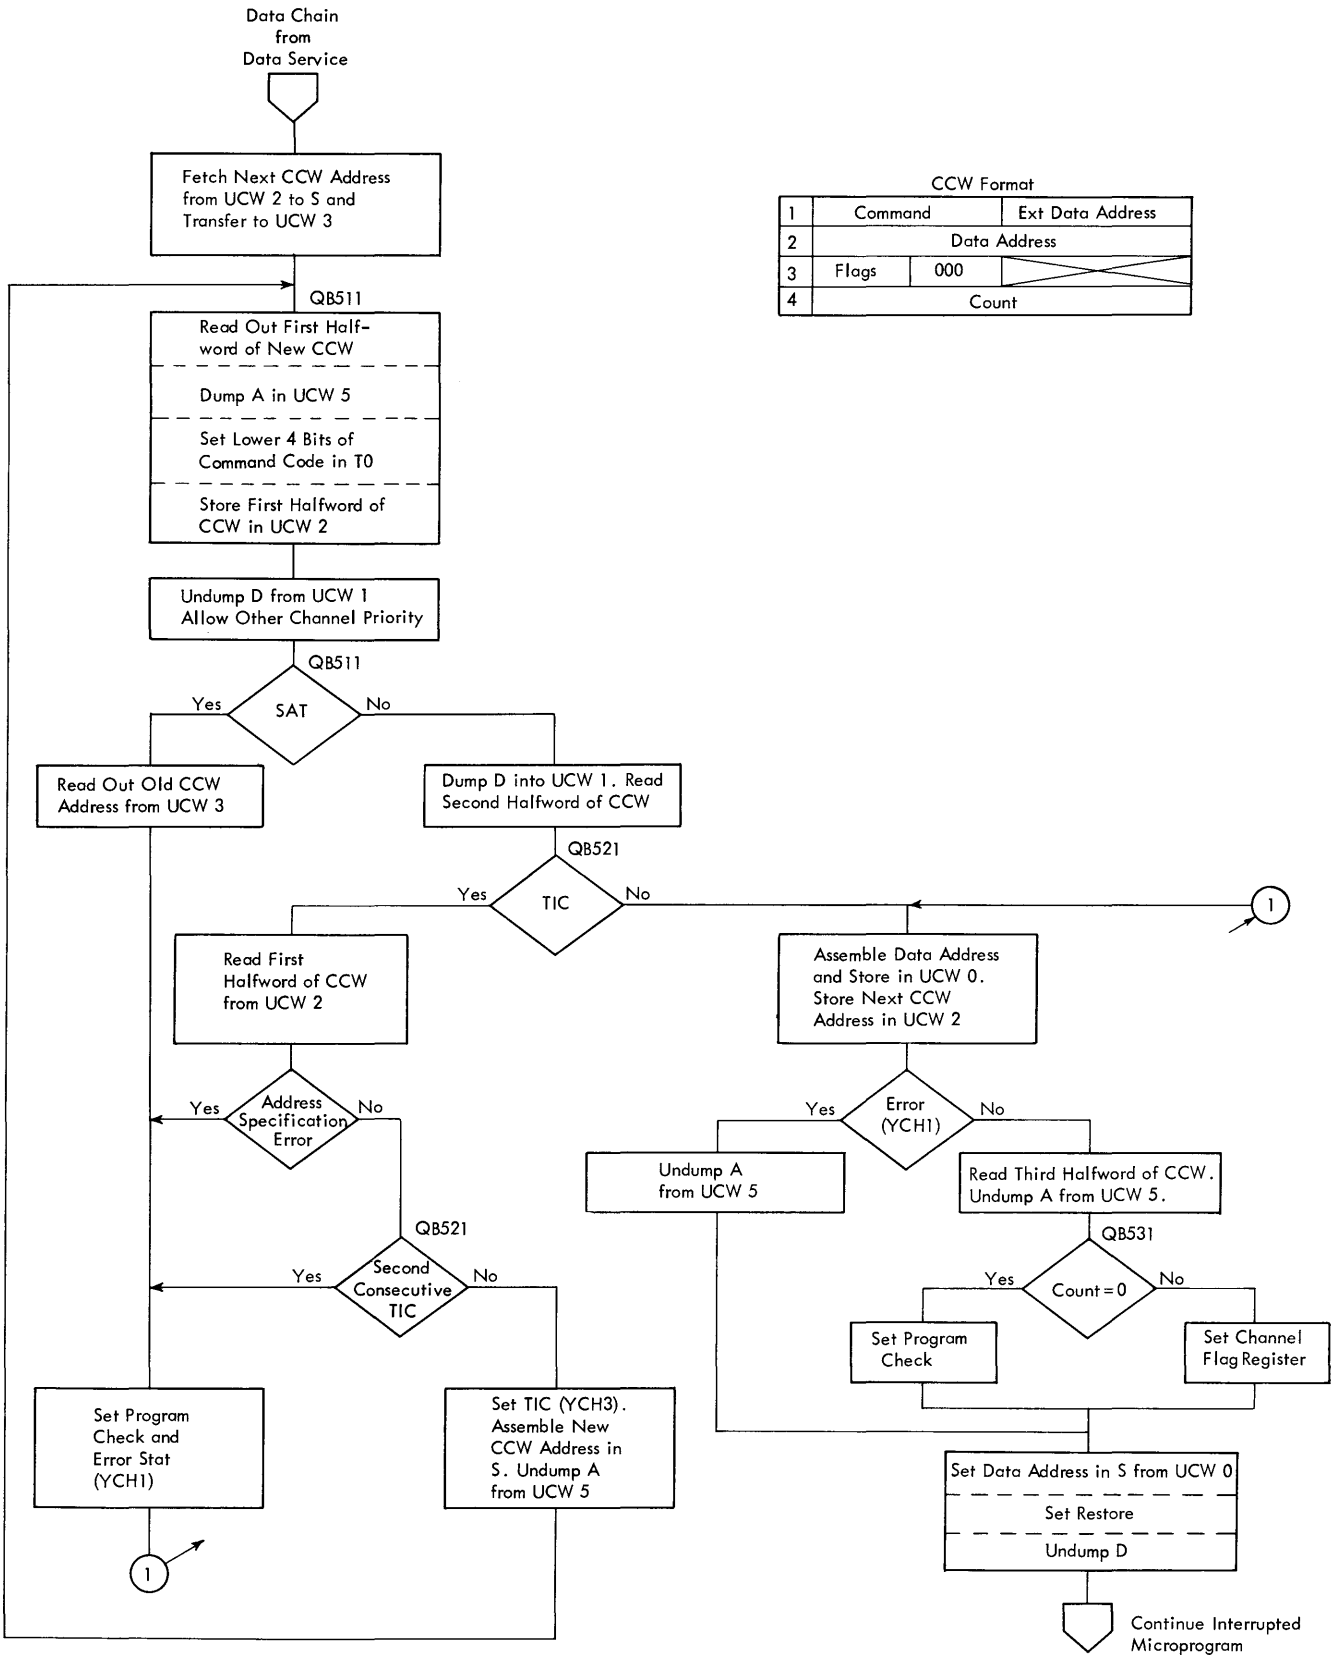 Data Chain
from
Data Service
Fetch Next CCW Address
from UCW 2 to S and
Transfer to UCW 3
CCW Format
1 Command Ext Data Address
2 Data Address
3 Flags 000
4 Count
QB511
Read Out First Half-
word of New CCW
Dump A in UCW 5
Set Lower 4 Bits of
Command Code in T0
Store First Halfword of
CCW in UCW 2
Undump D from UCW 1
Allow Other Channel Priority
QB511
Yes SAT No
Read Out Old CCW
Address from UCW 3
Dump D into UCW 1. Read
Second Halfword of CCW
QB521
Yes TIC No
1
Read First
Halfword of CCW
from UCW 2
Assemble Data Address
and Store in UCW 0.
Store Next CCW
Address in UCW 2
Yes Address No
Specification
Error
Yes Error No
(YCH1)
Undump A
from UCW 5
Read Third Halfword of CCW.
Undump A from UCW 5.
QB521
Yes Second No
Consecutive
TIC
QB531
Yes Count = 0 No
Set Program
Check
Set Channel
Flag Register
Set Program
Check and
Error Stat
(YCH1)
Set TIC (YCH3).
Assemble New
CCW Address in
S. Undump A
from UCW 5
Set Data Address in S from UCW 0
Set Restore
Undump D
1
Continue Interrupted
Microprogram